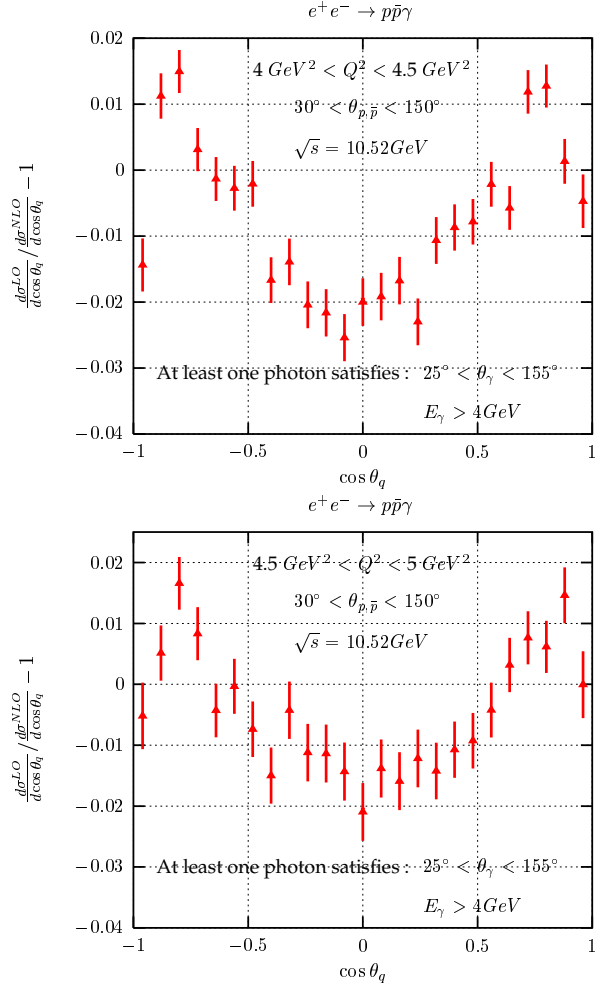 e⁺e⁻ → pp̄γ
0.02
4 GeV² < Q² < 4.5 GeV²
0.01
30° < θ_{p, p̄} < 150°
√s = 10.52GeV
0
dσ^{LO}/d cos θ_q / dσ^{NLO}/d cos θ_q − 1
−0.01
−0.02
−0.03
At least one photon satisfies : 25° < θ_γ < 155°
E_γ > 4GeV
−0.04
−1 −0.5 0 0.5 1
cos θ_q
e⁺e⁻ → pp̄γ
0.02
4.5 GeV² < Q² < 5 GeV²
30° < θ_{p, p̄} < 150°
0.01
√s = 10.52GeV
0
dσ^{LO}/d cos θ_q / dσ^{NLO}/d cos θ_q − 1
−0.01
−0.02
−0.03
At least one photon satisfies : 25° < θ_γ < 155°
E_γ > 4GeV
−0.04
−1 −0.5 0 0.5 1
cos θ_q